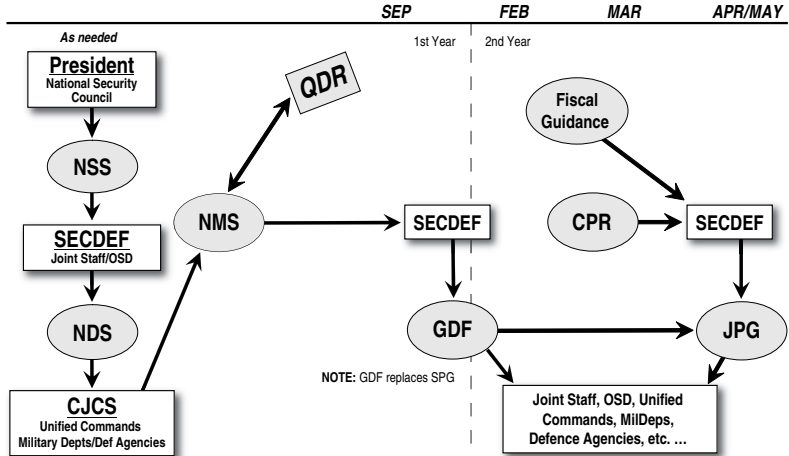 SEP FEB MAR APR/MAY
As needed
1st Year 2nd Year
President
National Security
Council
QDR
Fiscal
Guidance
NSS
NMS
SECDEF
CPR
SECDEF
SECDEF
Joint Staff/OSD
NDS
GDF
JPG
NOTE: GDF replaces SPG
CJCS
Unified Commands
Military Depts/Def Agencies
Joint Staff, OSD, Unified
Commands, MilDeps,
Defence Agencies, etc. ...